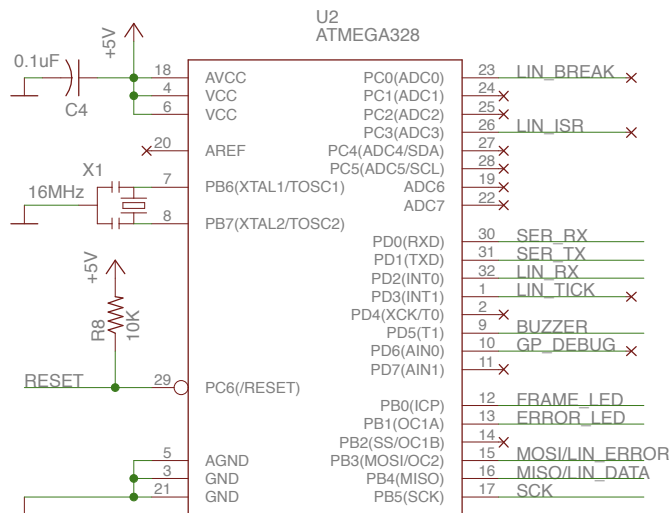 U2
ATMEGA328
+5V
0.1uF
C4
18 AVCC
4 VCC
6 VCC
20 AREF
X1
16MHz
7 PB6(XTAL1/TOSC1)
8 PB7(XTAL2/TOSC2)
+5V
R8
10K
RESET 29 PC6(/RESET)
5 AGND
3 GND
21 GND
PC0(ADC0) 23 LIN_BREAK
PC1(ADC1) 24
PC2(ADC2) 25
PC3(ADC3) 26 LIN_ISR
PC4(ADC4/SDA) 27
PC5(ADC5/SCL) 28
ADC6 19
ADC7 22
PD0(RXD) 30 SER_RX
PD1(TXD) 31 SER_TX
PD2(INT0) 32 LIN_RX
PD3(INT1) 1 LIN_TICK
PD4(XCK/T0) 2
PD5(T1) 9 BUZZER
PD6(AIN0) 10 GP_DEBUG
PD7(AIN1) 11
PB0(ICP) 12 FRAME_LED
PB1(OC1A) 13 ERROR_LED
PB2(SS/OC1B) 14
PB3(MOSI/OC2) 15 MOSI/LIN_ERROR
PB4(MISO) 16 MISO/LIN_DATA
PB5(SCK) 17 SCK